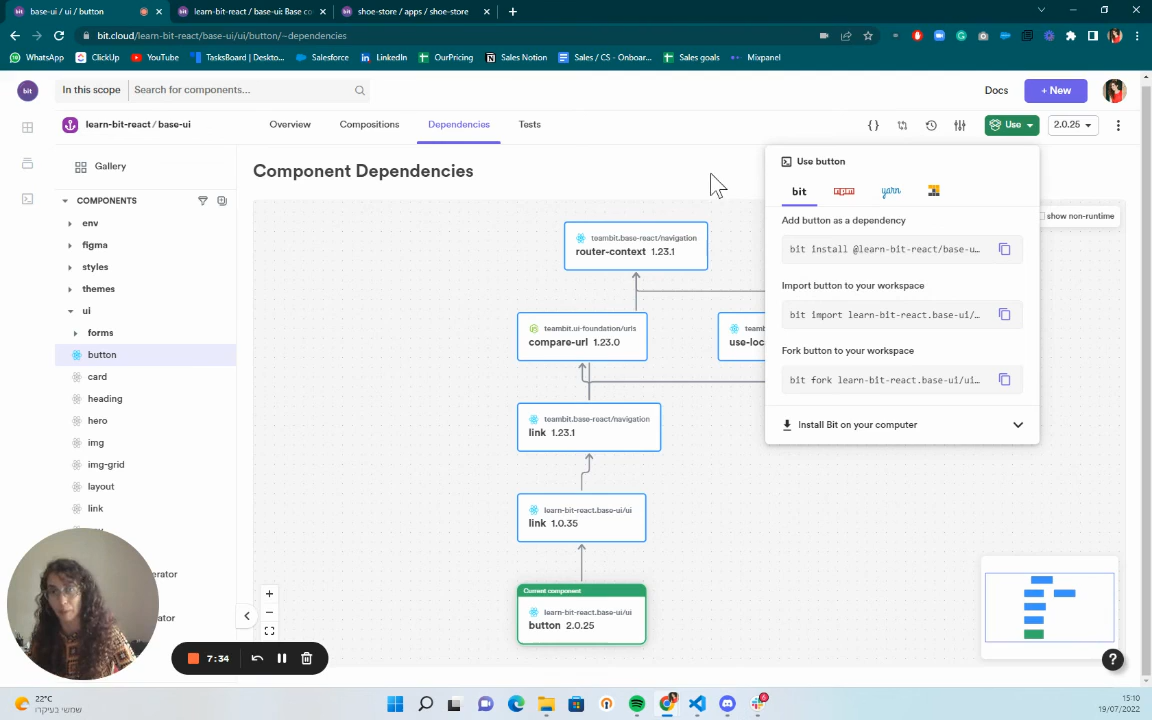 base-ui / ui / button
learn-bit-react / base-ui: Base co
shoe-store / apps / shoe-store
bit.cloud/learn-bit-react/base-ui/ui/button/~dependencies
WhatsApp
ClickUp
YouTube
TasksBoard | Deskto...
Salesforce
LinkedIn
OurPricing
Sales Notion
Sales / CS - Onboar...
Sales goals
Mixpanel
bit
In this scope
Search for components...
Docs
+ New
learn-bit-react / base-ui
Overview
Compositions
Dependencies
Tests
Use
2.0.25
Gallery
COMPONENTS
env
figma
styles
themes
ui
forms
button
card
heading
hero
img
img-grid
layout
link
Component Dependencies
teambit.base-react/navigation
router-context 1.23.1
teambit.ui-foundation/urls
compare-url 1.23.0
teamb
use-loc
teambit.base-react/navigation
link 1.23.1
learn-bit-react.base-ui/ui
link 1.0.35
Current component
learn-bit-react.base-ui/ui
button 2.0.25
Use button
bit
npm
yarn
Add button as a dependency
bit install @learn-bit-react/base-u...
Import button to your workspace
bit import learn-bit-react.base-ui/...
Fork button to your workspace
bit fork learn-bit-react.base-ui/ui...
Install Bit on your computer
show non-runtime
7:34
22°C
שמשי בעיקרו
15:10
19/07/2022